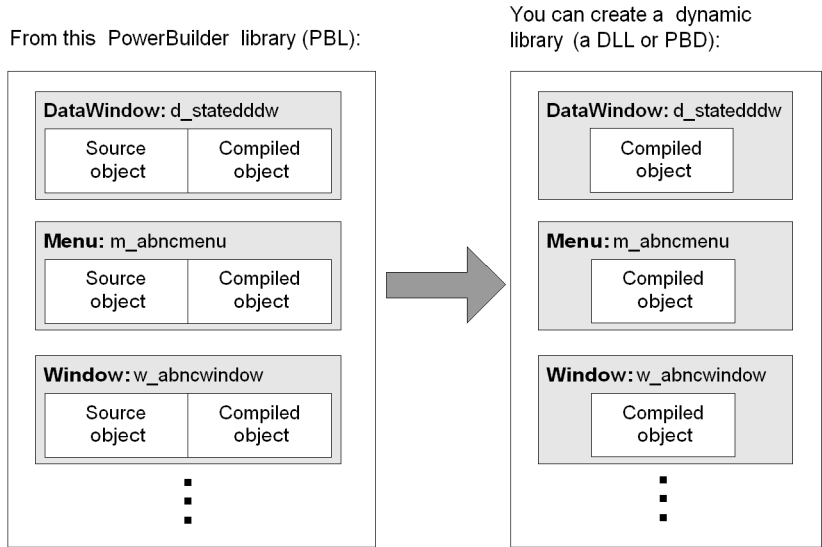 From this PowerBuilder library (PBL):
You can create a dynamic
library (a DLL or PBD):
DataWindow: d_statedddw
Source
object
Compiled
object
Menu: m_abncmenu
Source
object
Compiled
object
Window: w_abncwindow
Source
object
Compiled
object
DataWindow: d_statedddw
Compiled
object
Menu: m_abncmenu
Compiled
object
Window: w_abncwindow
Compiled
object